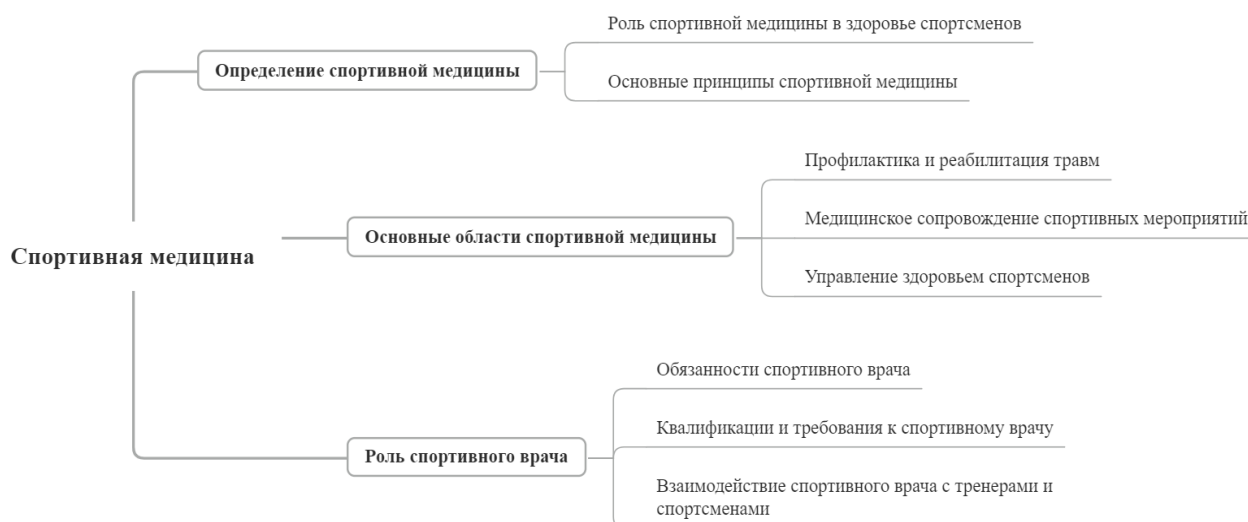 Спортивная медицина
Определение спортивной медицины
Роль спортивной медицины в здоровье спортсменов
Основные принципы спортивной медицины
Основные области спортивной медицины
Профилактика и реабилитация травм
Медицинское сопровождение спортивных мероприятий
Управление здоровьем спортсменов
Роль спортивного врача
Обязанности спортивного врача
Квалификации и требования к спортивному врачу
Взаимодействие спортивного врача с тренерами и
спортсменами